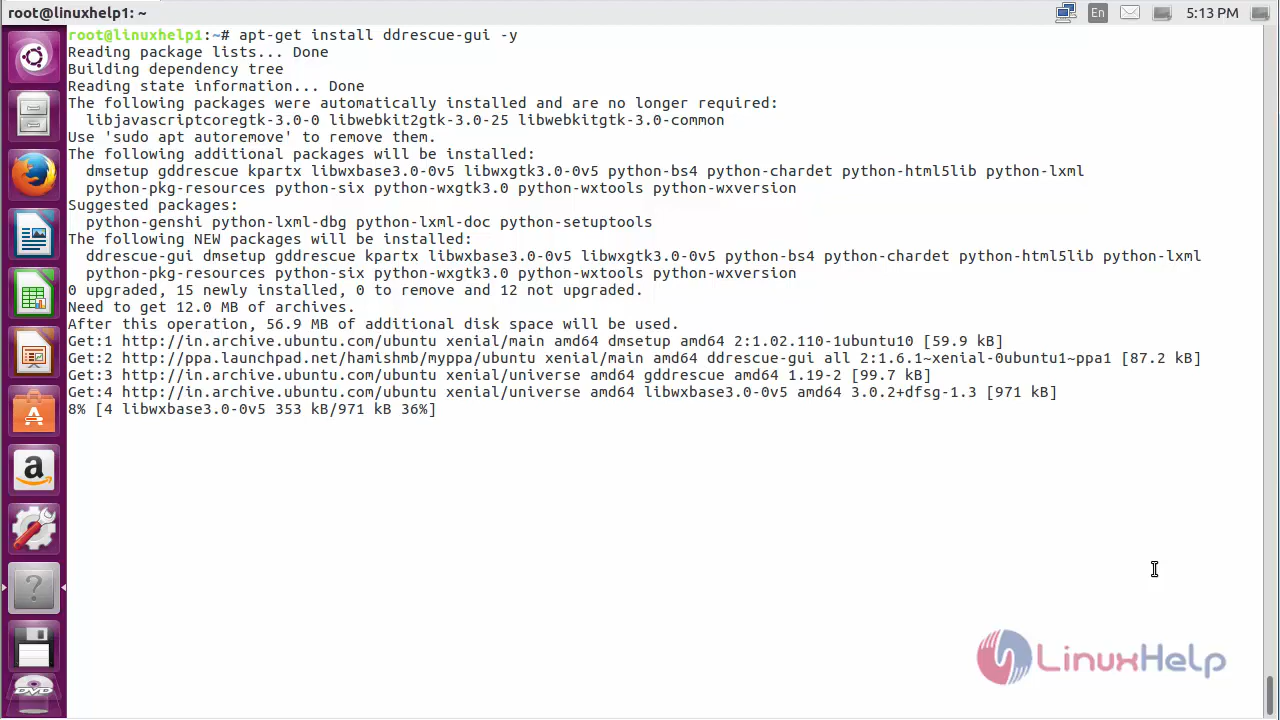 root@linuxhelp1: ~
En
5:13 PM
root@linuxhelp1:~# apt-get install ddrescue-gui -y
Reading package lists... Done
Building dependency tree
Reading state information... Done
The following packages were automatically installed and are no longer required:
  libjavascriptcoregtk-3.0-0 libwebkit2gtk-3.0-25 libwebkitgtk-3.0-common
Use 'sudo apt autoremove' to remove them.
The following additional packages will be installed:
  dmsetup gddrescue kpartx libwxbase3.0-0v5 libwxgtk3.0-0v5 python-bs4 python-chardet python-html5lib python-lxml
  python-pkg-resources python-six python-wxgtk3.0 python-wxtools python-wxversion
Suggested packages:
  python-genshi python-lxml-dbg python-lxml-doc python-setuptools
The following NEW packages will be installed:
  ddrescue-gui dmsetup gddrescue kpartx libwxbase3.0-0v5 libwxgtk3.0-0v5 python-bs4 python-chardet python-html5lib python-lxml
  python-pkg-resources python-six python-wxgtk3.0 python-wxtools python-wxversion
0 upgraded, 15 newly installed, 0 to remove and 12 not upgraded.
Need to get 12.0 MB of archives.
After this operation, 56.9 MB of additional disk space will be used.
Get:1 http://in.archive.ubuntu.com/ubuntu xenial/main amd64 dmsetup amd64 2:1.02.110-1ubuntu10 [59.9 kB]
Get:2 http://ppa.launchpad.net/hamishmb/myppa/ubuntu xenial/main amd64 ddrescue-gui all 2:1.6.1~xenial-0ubuntu1~ppa1 [87.2 kB]
Get:3 http://in.archive.ubuntu.com/ubuntu xenial/universe amd64 gddrescue amd64 1.19-2 [99.7 kB]
Get:4 http://in.archive.ubuntu.com/ubuntu xenial/universe amd64 libwxbase3.0-0v5 amd64 3.0.2+dfsg-1.3 [971 kB]
8% [4 libwxbase3.0-0v5 353 kB/971 kB 36%]
LinuxHelp